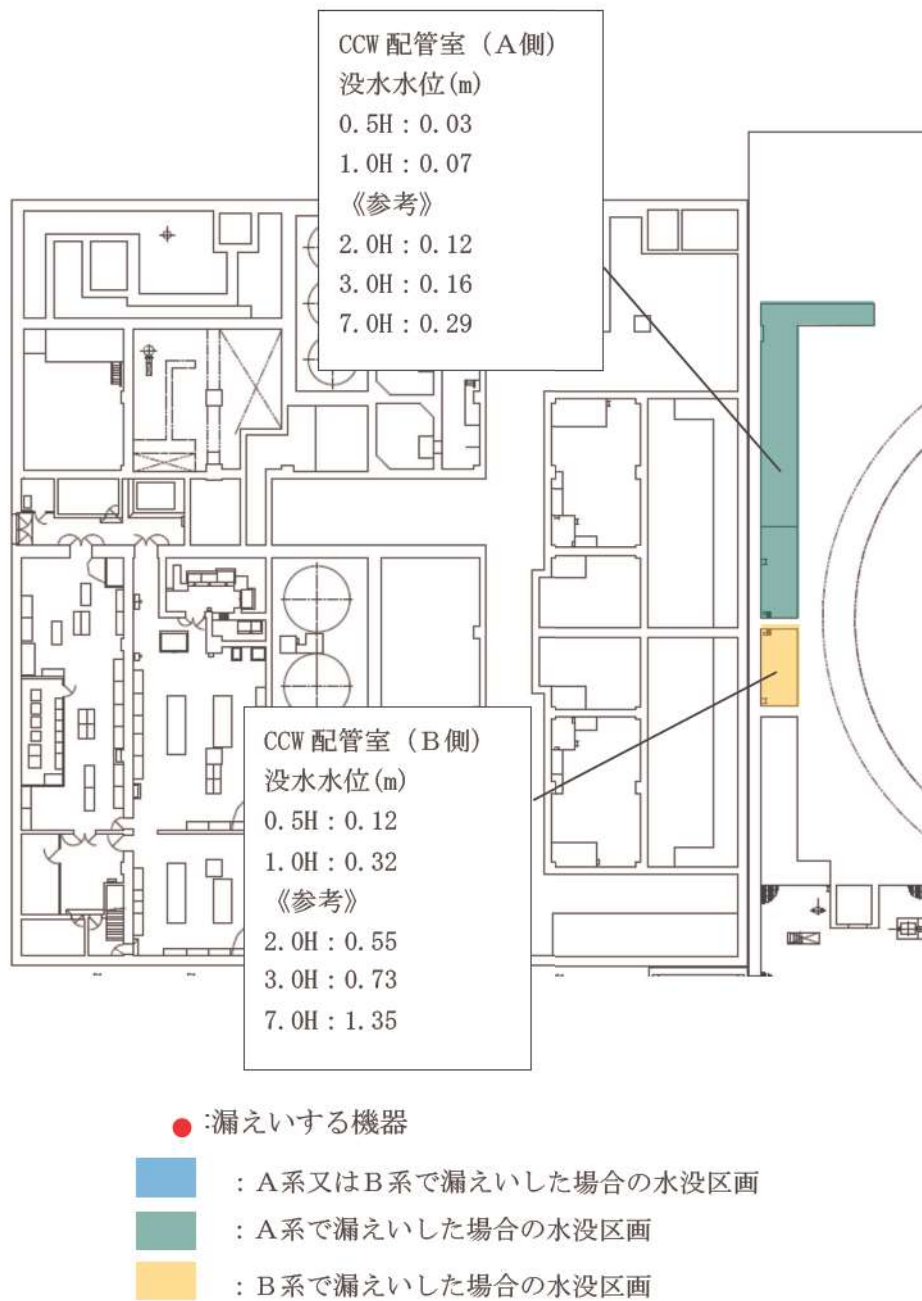 CCW 配管室（A側）
没水水位(m)
0.5H：0.03
1.0H：0.07
《参考》
2.0H：0.12
3.0H：0.16
7.0H：0.29
CCW 配管室（B側）
没水水位(m)
0.5H：0.12
1.0H：0.32
《参考》
2.0H：0.55
3.0H：0.73
7.0H：1.35
:漏えいする機器
：A系又はB系で漏えいした場合の水没区画
：A系で漏えいした場合の水没区画
：B系で漏えいした場合の水没区画